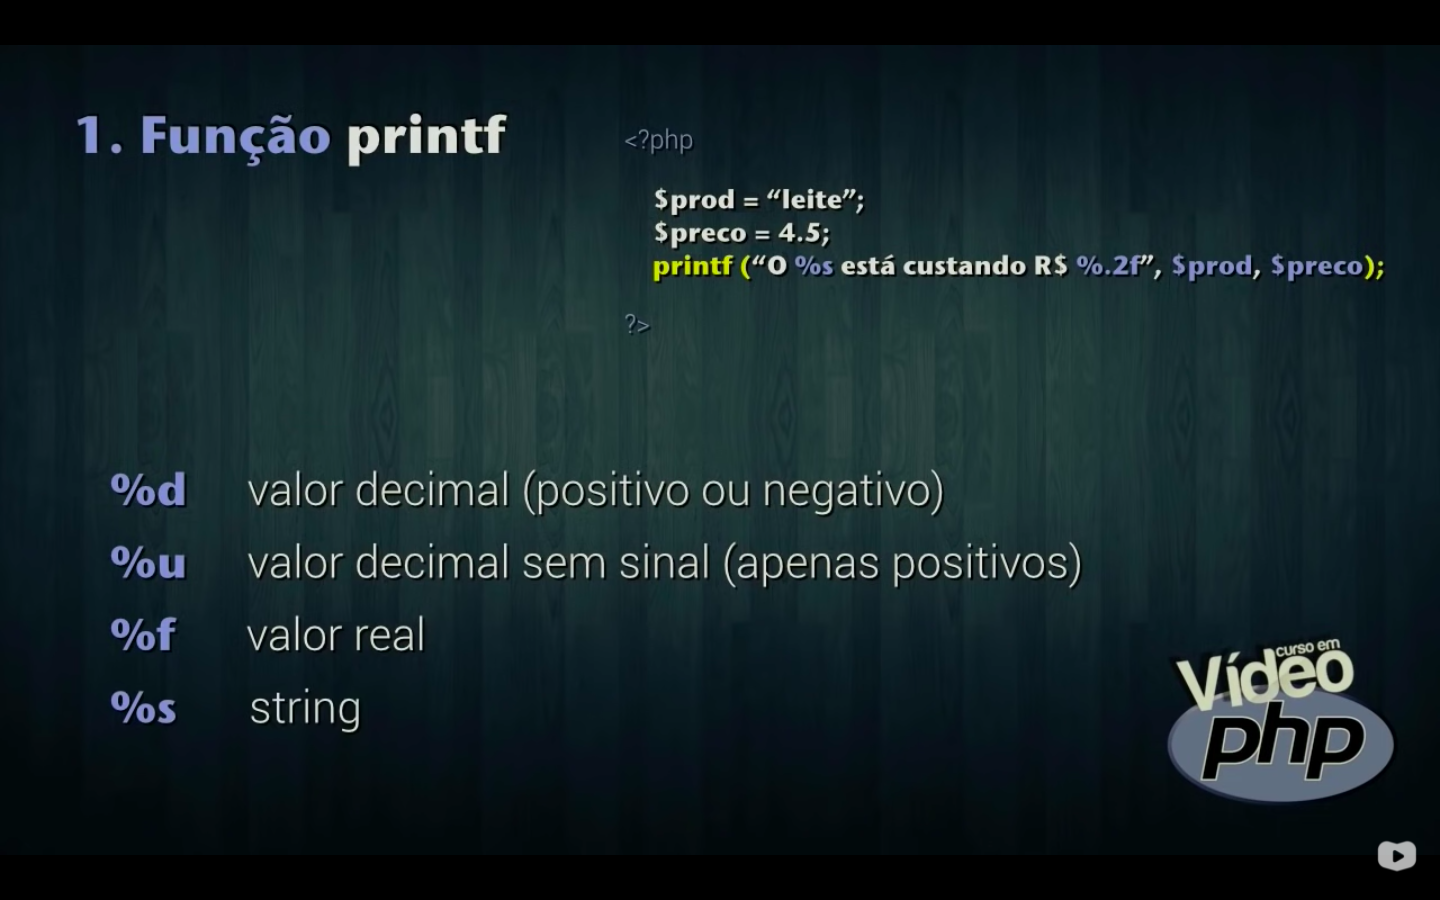 1. Função printf
<?php
$prod = “leite”;
$preco = 4.5;
printf (“O %s está custando R$ %.2f”, $prod, $preco);
?>
%d valor decimal (positivo ou negativo)
%u valor decimal sem sinal (apenas positivos)
%f valor real
%s string
curso em
Vídeo
php